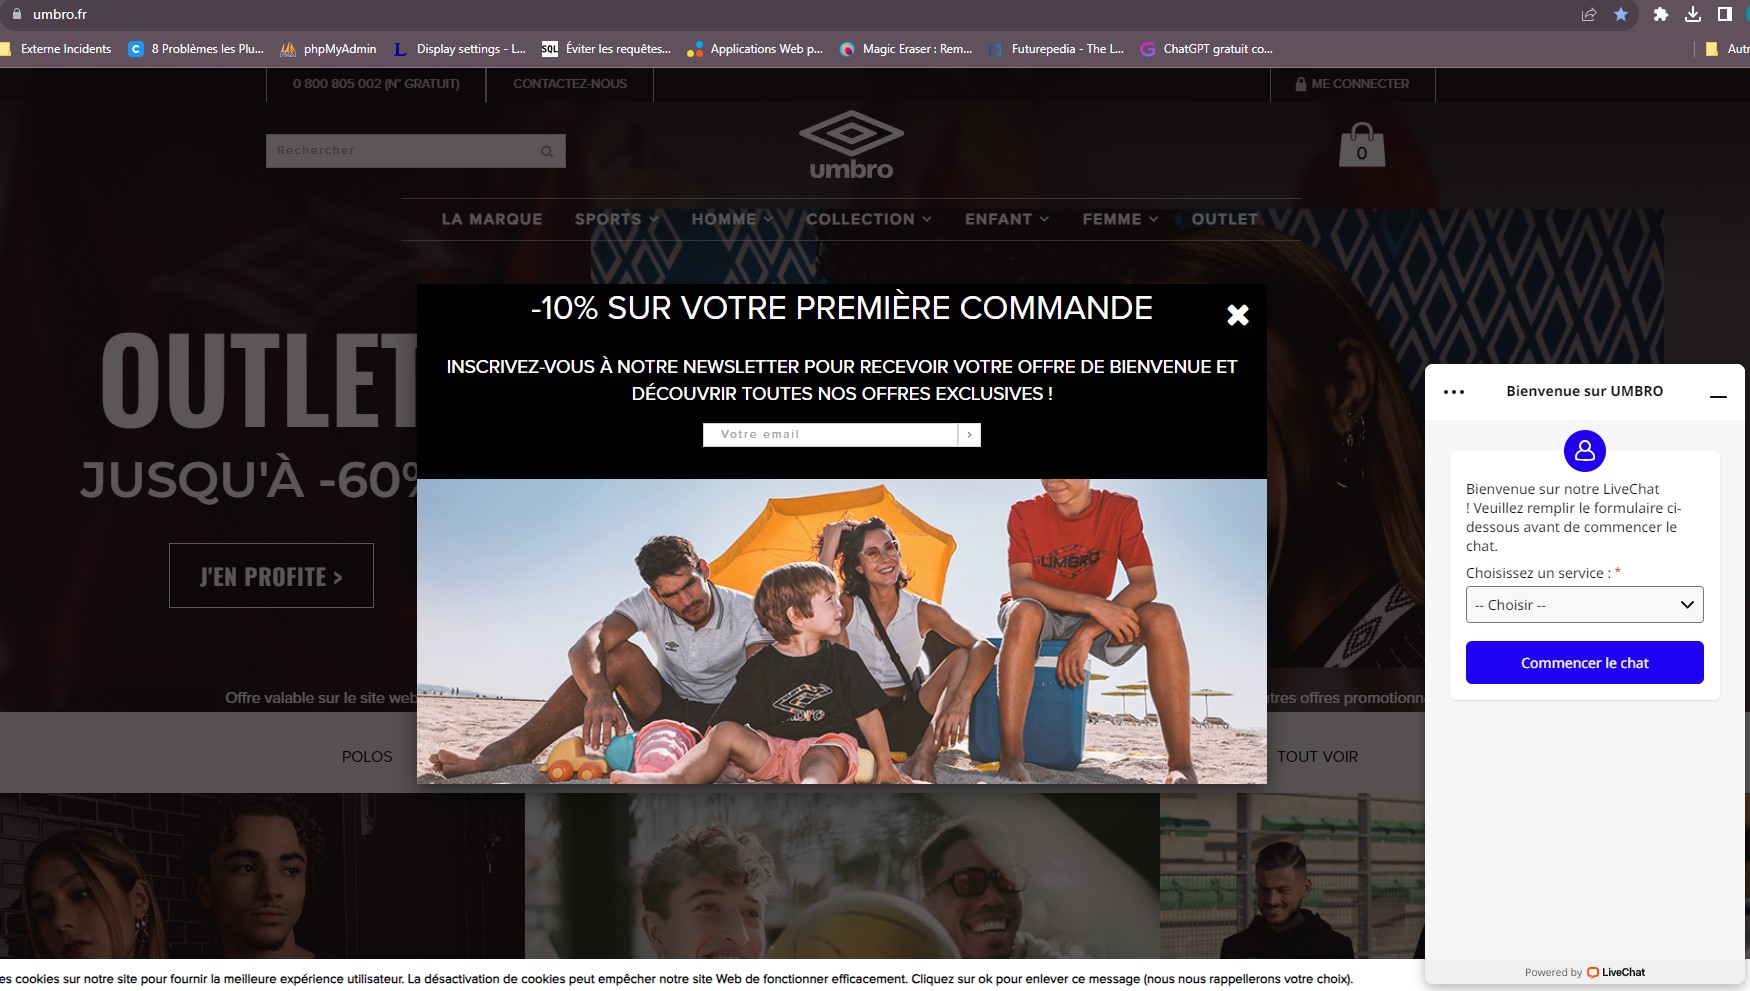 umbro.fr
Externe Incidents
8 Problèmes les Plu...
phpMyAdmin
Display settings - L...
SQL
Éviter les requêtes...
Applications Web p...
Magic Eraser : Rem...
Futurepedia - The L...
ChatGPT gratuit co...
0 800 805 002 (N° GRATUIT)
CONTACTEZ-NOUS
ME CONNECTER
Rechercher
umbro
0
LA MARQUE
SPORTS
HOMME
COLLECTION
ENFANT
FEMME
OUTLET
OUTLET
JUSQU'À -60%
J'EN PROFITE >
Offre valable sur le site web
-10% SUR VOTRE PREMIÈRE COMMANDE
INSCRIVEZ-VOUS À NOTRE NEWSLETTER POUR RECEVOIR VOTRE OFFRE DE BIENVENUE ET
DÉCOUVRIR TOUTES NOS OFFRES EXCLUSIVES !
Votre email
UMBRO
umbro
POLOS
TOUT VOIR
Bienvenue sur UMBRO
Bienvenue sur notre LiveChat
! Veuillez remplir le formulaire ci-
dessous avant de commencer le
chat.
Choisissez un service : *
-- Choisir --
Commencer le chat
Powered by LiveChat
cookies sur notre site pour fournir la meilleure expérience utilisateur. La désactivation de cookies peut empêcher notre site Web de fonctionner efficacement. Cliquez sur ok pour enlever ce message (nous nous rappellerons votre choix).